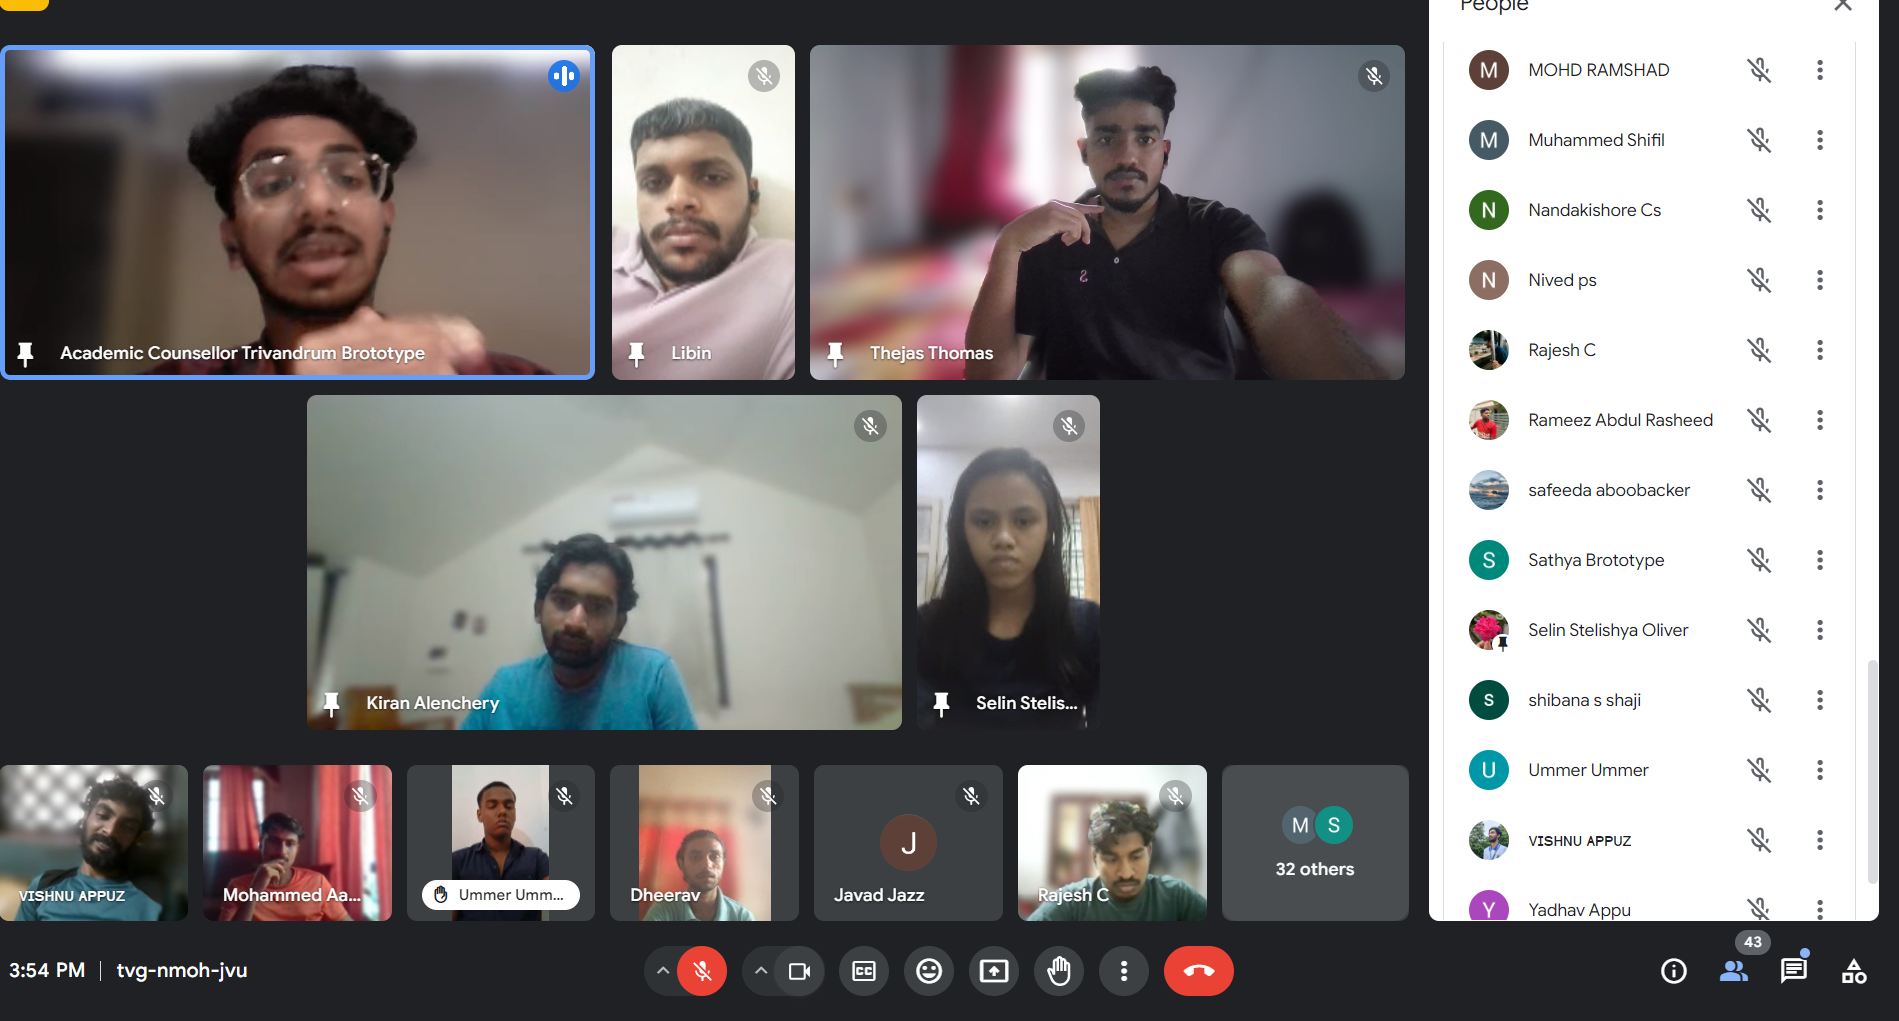 People
Academic Counsellor Trivandrum Brototype
Libin
Thejas Thomas
Kiran Alenchery
Selin Stelis...
VISHNU APPUZ
Mohammed Aa...
Ummer Umm...
Dheerav
J
Javad Jazz
Rajesh C
M S
32 others
M MOHD RAMSHAD
M Muhammed Shifil
N Nandakishore Cs
N Nived ps
Rajesh C
Rameez Abdul Rasheed
safeeda aboobacker
S Sathya Brototype
Selin Stelishya Oliver
s shibana s shaji
U Ummer Ummer
VISHNU APPUZ
Y Yadhav Appu
3:54 PM | tvg-nmoh-jvu
CC
43